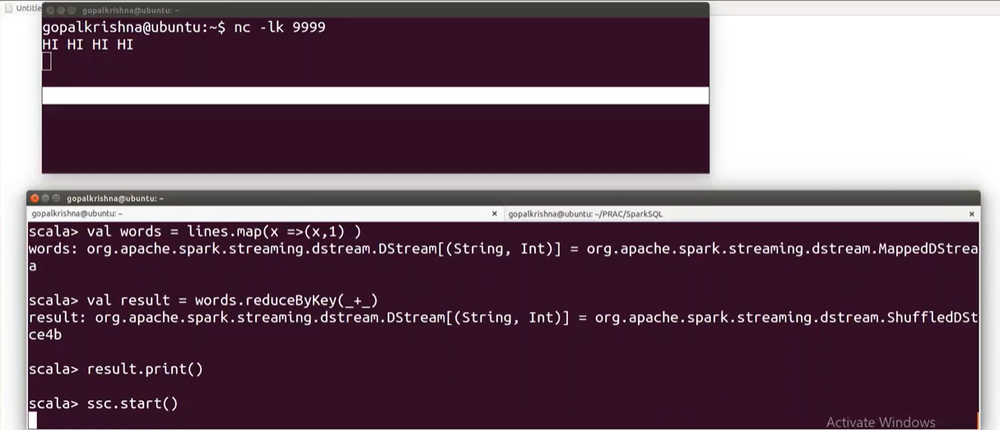 Untitle
gopalkrishna@ubuntu: ~
gopalkrishna@ubuntu:~$ nc -lk 9999
HI HI HI HI
gopalkrishna@ubuntu: ~
gopalkrishna@ubuntu: ~ × gopalkrishna@ubuntu: ~/PRAC/SparkSQL ×
scala> val words = lines.map(x =>(x,1) )
words: org.apache.spark.streaming.dstream.DStream[(String, Int)] = org.apache.spark.streaming.dstream.MappedDStrea
a
scala> val result = words.reduceByKey(_+_)
result: org.apache.spark.streaming.dstream.DStream[(String, Int)] = org.apache.spark.streaming.dstream.ShuffledDSt
ce4b
scala> result.print()
scala> ssc.start()
Activate Windows